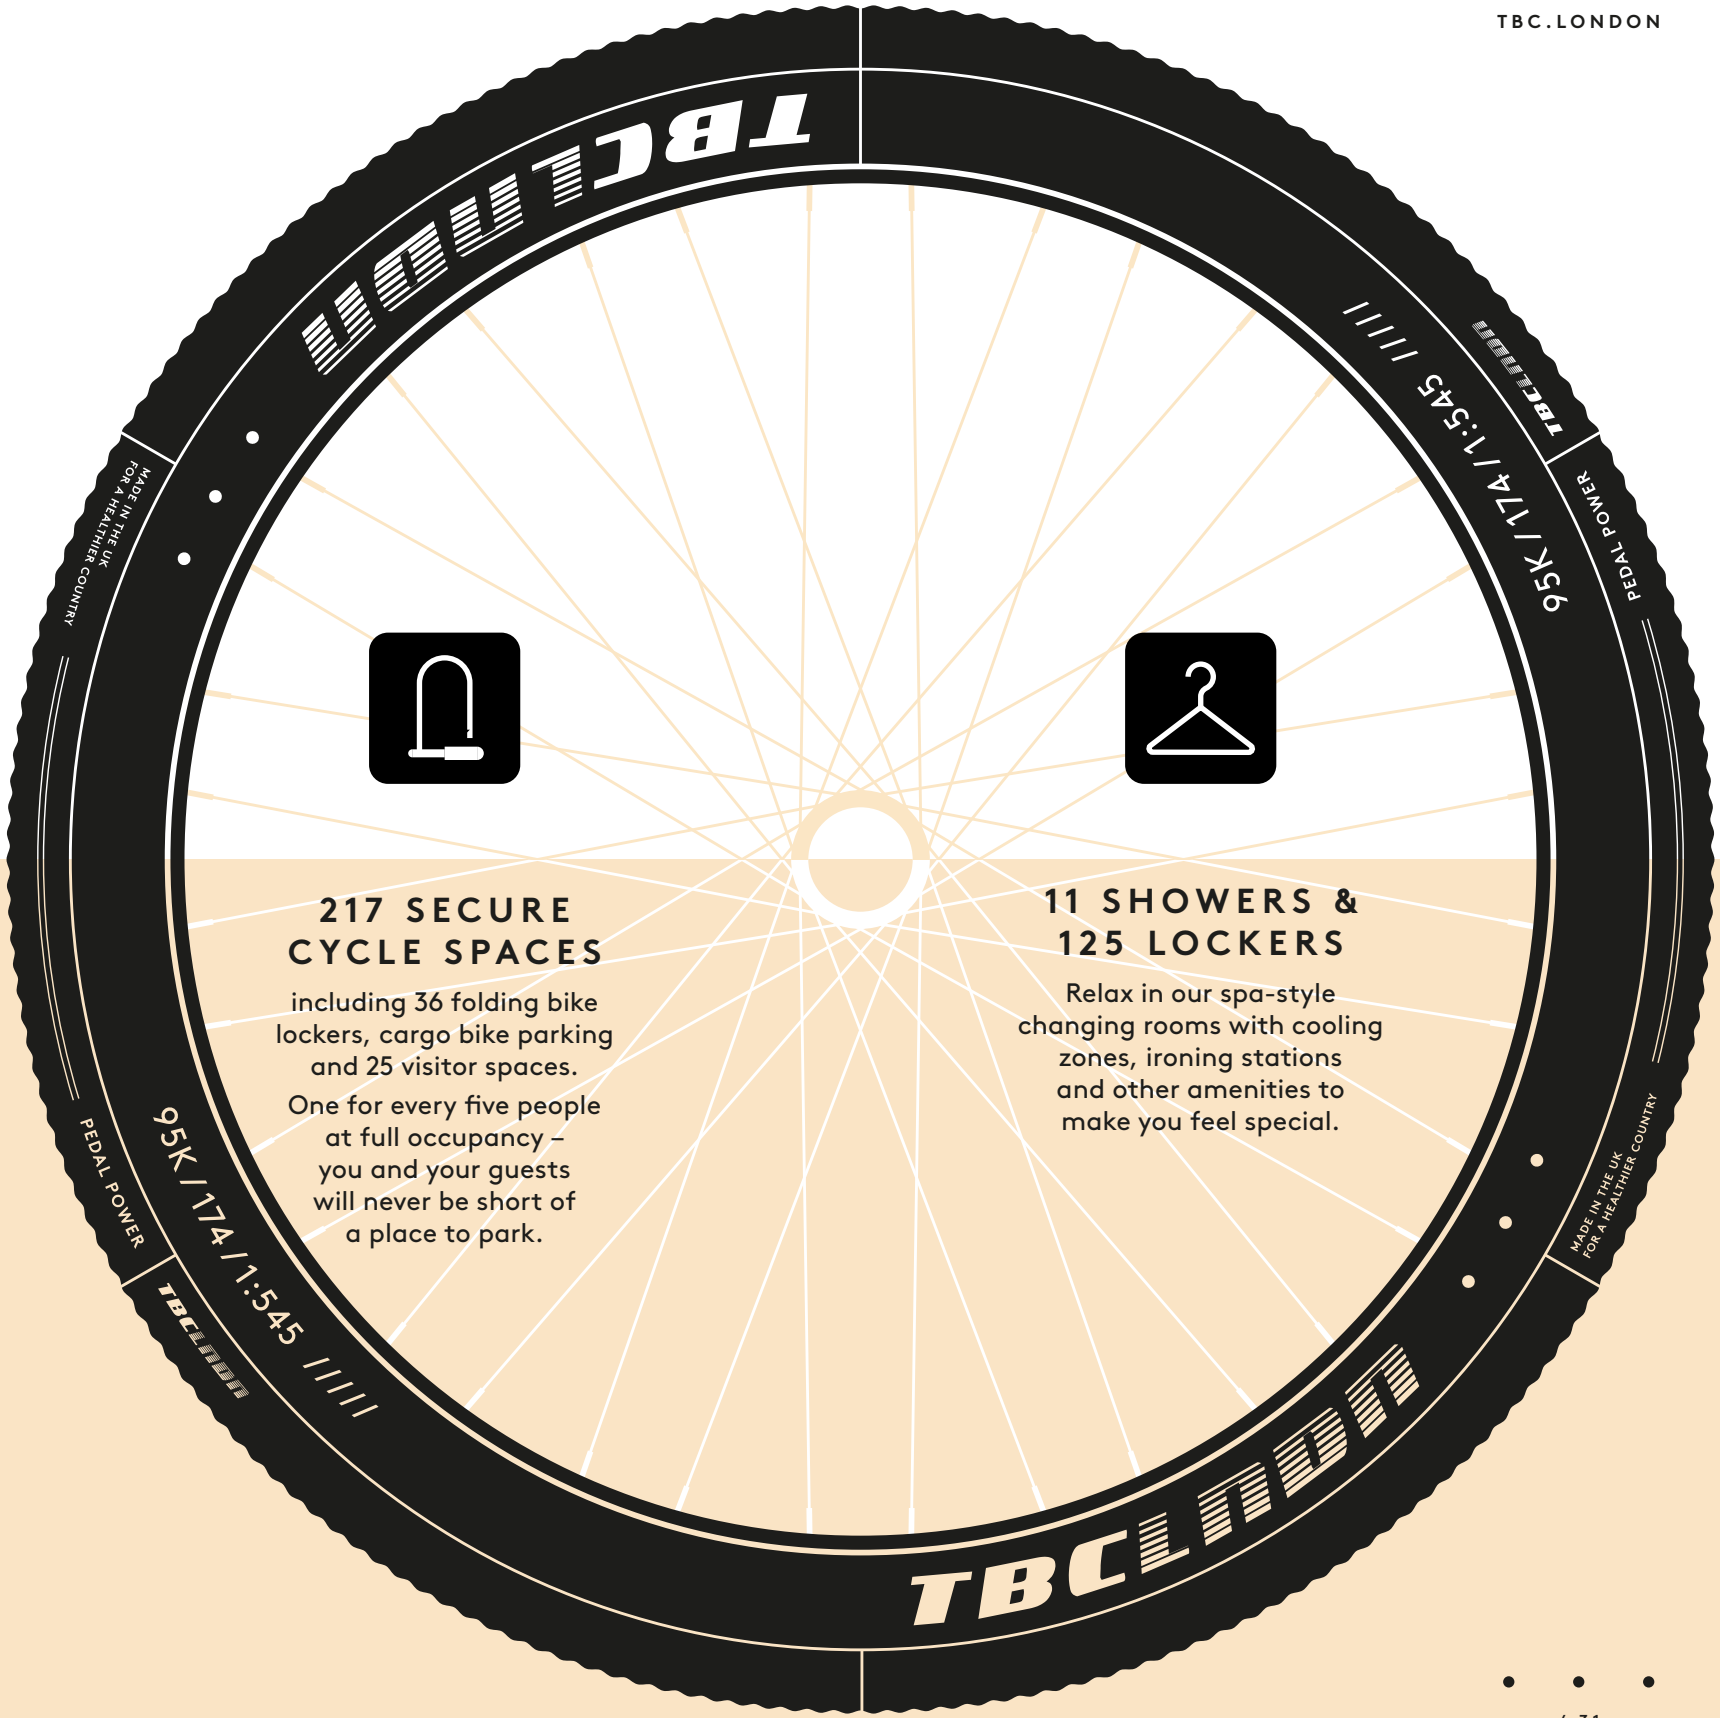 TBC.LONDON
TBCLNDN
95K / 174 / 1:545 /////
TBCLNDN
PEDAL POWER
MADE IN THE UK
FOR A HEALTHIER COUNTRY
217 SECURE
CYCLE SPACES
including 36 folding bike
lockers, cargo bike parking
and 25 visitor spaces.
One for every five people
at full occupancy –
you and your guests
will never be short of
a place to park.
11 SHOWERS &
125 LOCKERS
Relax in our spa-style
changing rooms with cooling
zones, ironing stations
and other amenities to
make you feel special.
PEDAL POWER
95K / 174 / 1:545 /////
TBCLNDN
MADE IN THE UK
FOR A HEALTHIER COUNTRY
TBCLNDN